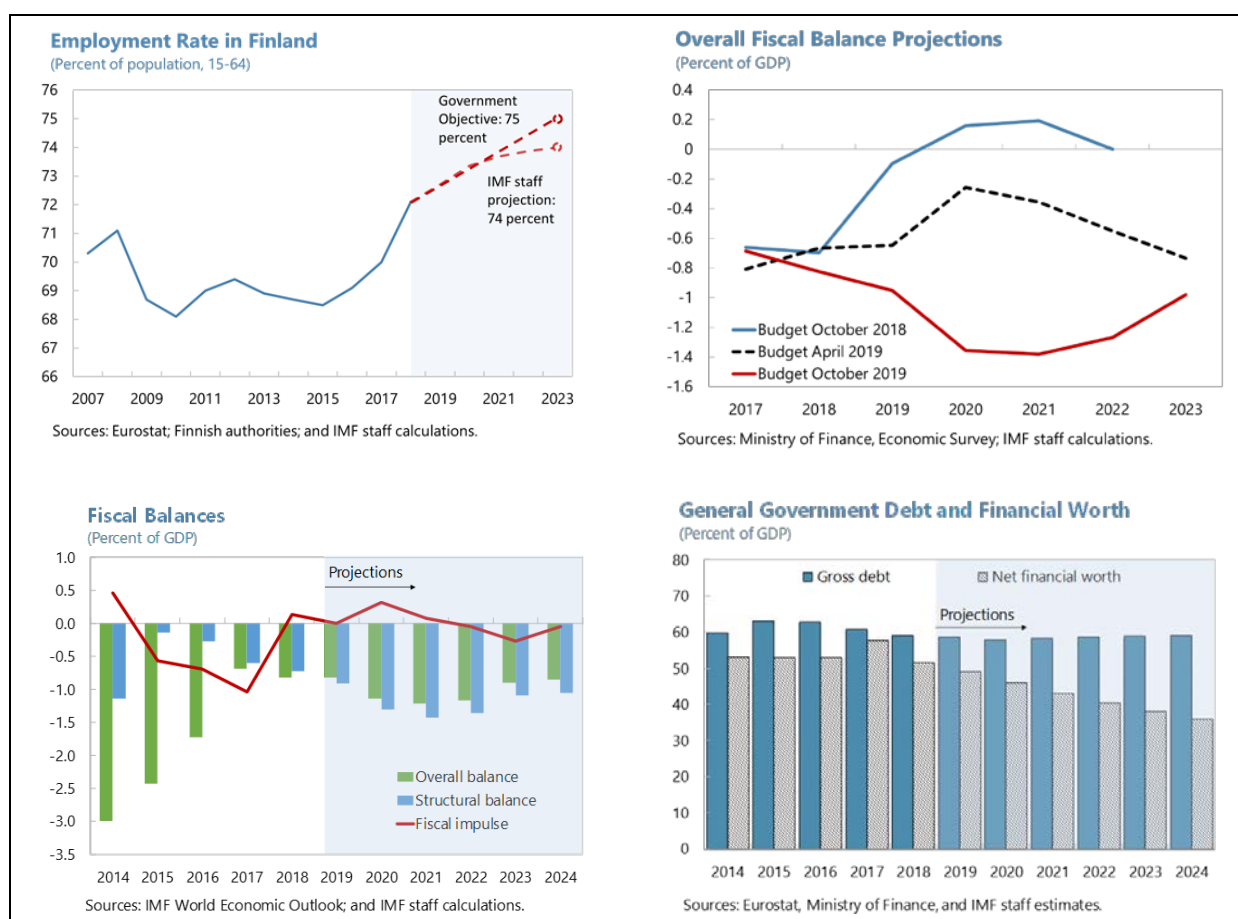 Employment Rate in Finland
(Percent of population, 15-64)
76
75
74
73
72
71
70
69
68
67
66
Government
Objective: 75
percent
IMF staff
projection:
74 percent
2007 2009 2011 2013 2015 2017 2019 2021 2023
Sources: Eurostat; Finnish authorities; and IMF staff calculations.
Overall Fiscal Balance Projections
(Percent of GDP)
0.4
0.2
0
-0.2
-0.4
-0.6
-0.8
-1
-1.2
-1.4
-1.6
Budget October 2018
Budget April 2019
Budget October 2019
2017 2018 2019 2020 2021 2022 2023
Sources: Ministry of Finance, Economic Survey; IMF staff calculations.
Fiscal Balances
(Percent of GDP)
1.0
0.5
0.0
-0.5
-1.0
-1.5
-2.0
-2.5
-3.0
-3.5
Projections
Overall balance
Structural balance
Fiscal impulse
2014 2015 2016 2017 2018 2019 2020 2021 2022 2023 2024
Sources: IMF World Economic Outlook; and IMF staff calculations.
General Government Debt and Financial Worth
(Percent of GDP)
80
70
60
50
40
30
20
10
0
Gross debt
Net financial worth
Projections
2014 2015 2016 2017 2018 2019 2020 2021 2022 2023 2024
Sources: Eurostat, Ministry of Finance, and IMF staff estimates.